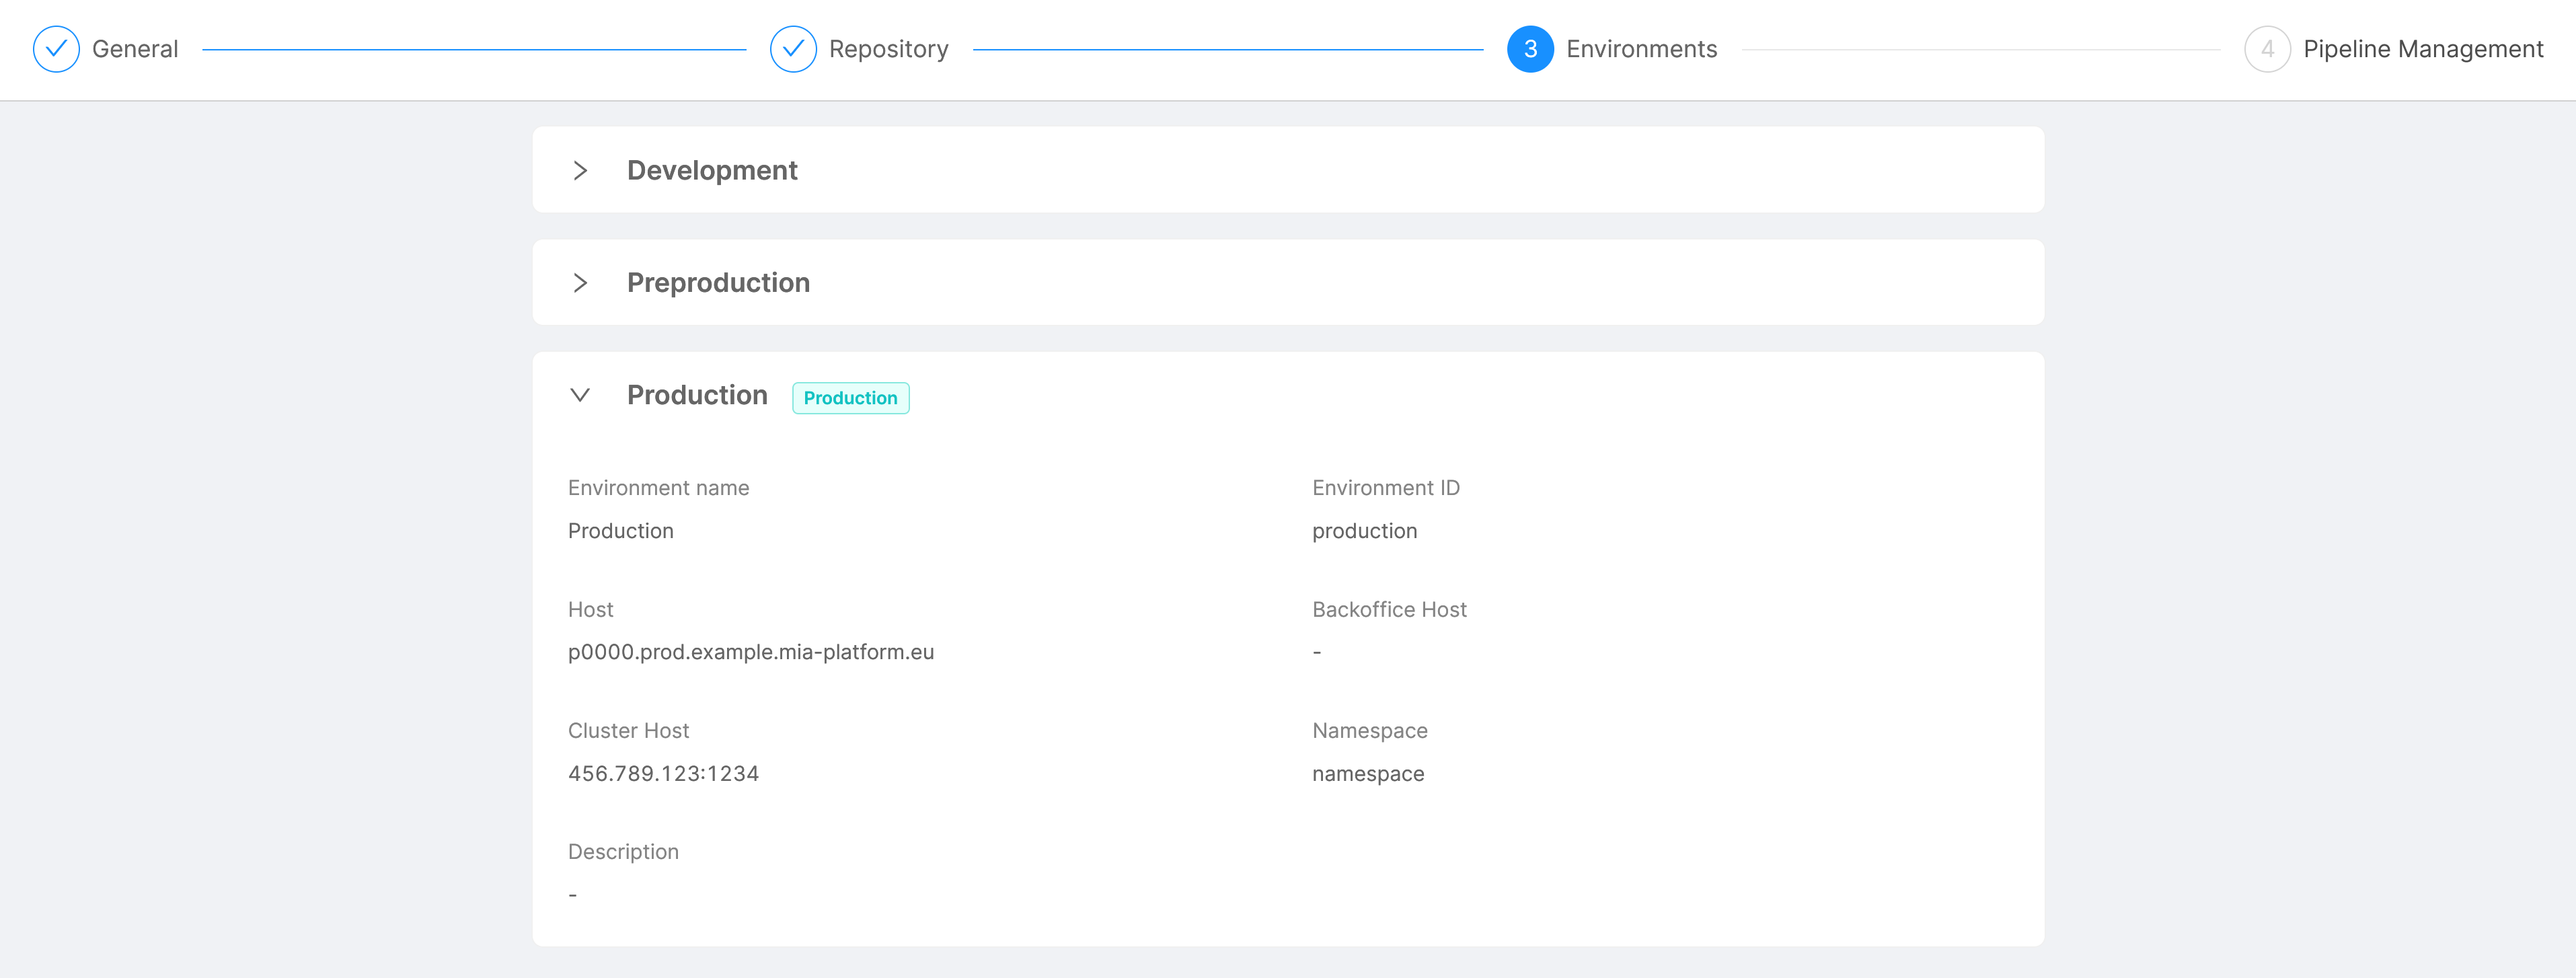 General
Repository
3 Environments
4 Pipeline Management
Development
Preproduction
Production Production
Environment name Environment ID
Production production
Host Backoffice Host
p0000.prod.example.mia-platform.eu -
Cluster Host Namespace
456.789.123:1234 namespace
Description
-